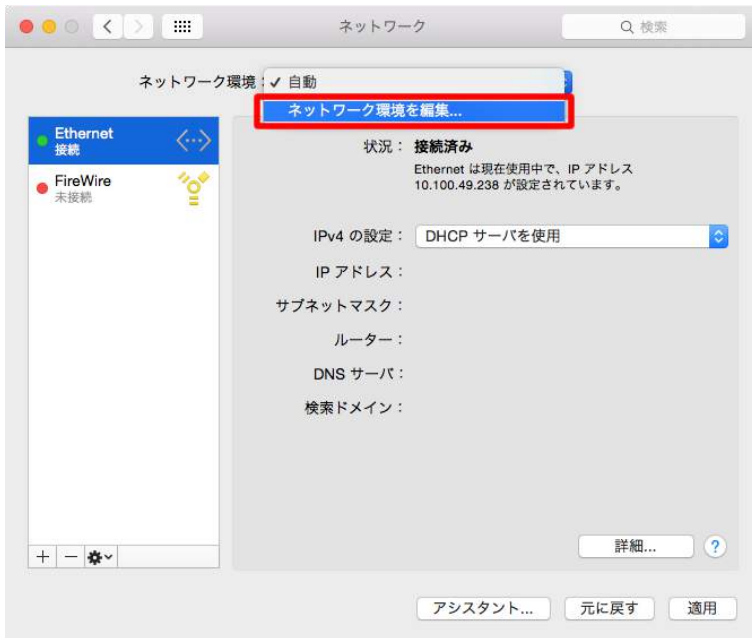 ネットワーク
検索
ネットワーク環境：
✓ 自動
ネットワーク環境を編集...
Ethernet
接続
FireWire
未接続
状況： 接続済み
Ethernet は現在使用中で、IP アドレス
10.100.49.238 が設定されています。
IPv4 の設定： DHCP サーバを使用
IP アドレス：
サブネットマスク：
ルーター：
DNS サーバ：
検索ドメイン：
詳細... ?
アシスタント... 元に戻す 適用